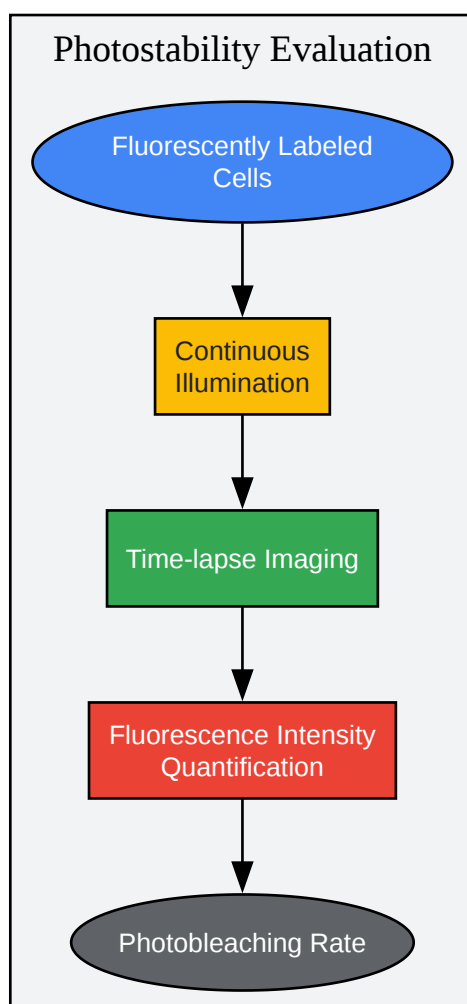 Photostability Evaluation
Fluorescently Labeled
Cells
Continuous
Illumination
Time-lapse Imaging
Fluorescence Intensity
Quantification
Photobleaching Rate